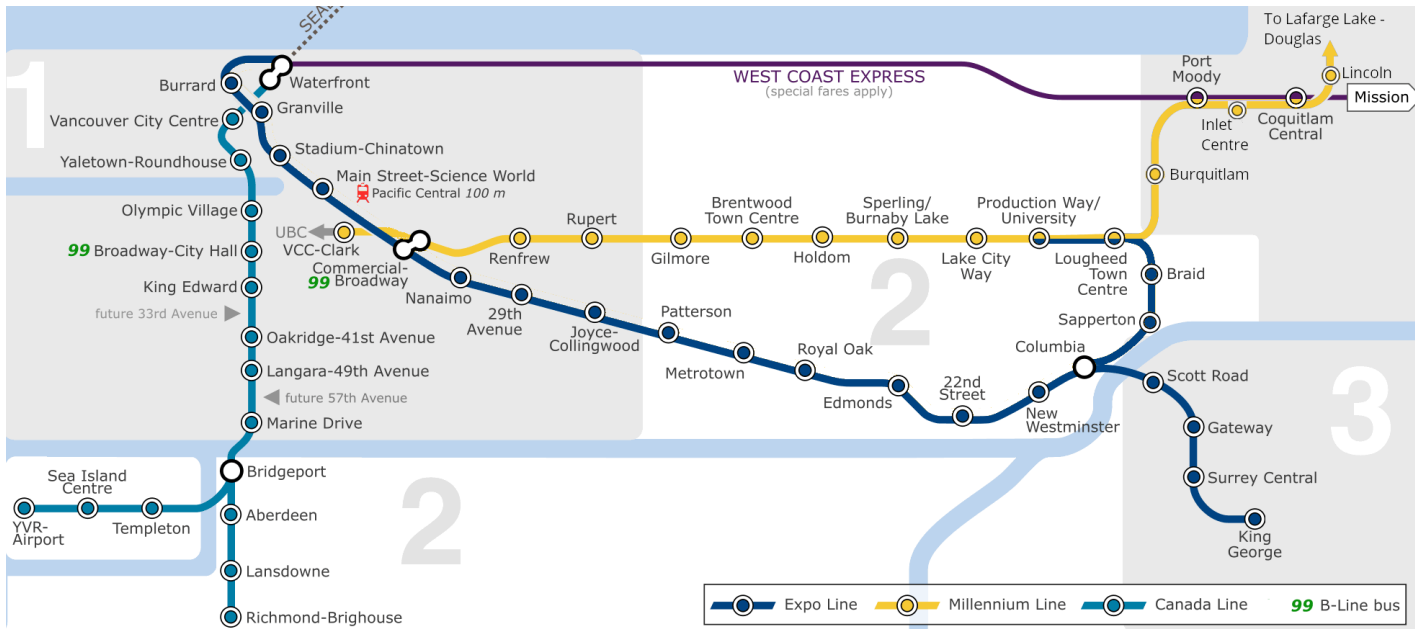 To Lafarge Lake -
Douglas
1
Burrard
Waterfront
WEST COAST EXPRESS
(special fares apply)
Port
Moody
Lincoln
Mission
Vancouver City Centre
Granville
Inlet
Centre
Coquitlam
Central
Yaletown-Roundhouse
Stadium-Chinatown
Main Street-Science World
Pacific Central 100 m
Burquitlam
Olympic Village
UBC
VCC-Clark
Commercial-
99 Broadway
Renfrew
Rupert
Gilmore
Brentwood
Town Centre
Holdom
Sperling/
Burnaby Lake
Lake City
Way
Production Way/
University
Lougheed
Town
Centre
99 Broadway-City Hall
King Edward
future 33rd Avenue
Oakridge-41st Avenue
Langara-49th Avenue
future 57th Avenue
Marine Drive
Nanaimo
29th
Avenue
Joyce-
Collingwood
Patterson
Metrotown
Royal Oak
Edmonds
22nd
Street
New
Westminster
Columbia
Sapperton
Braid
2
Scott Road
Gateway
Surrey Central
King
George
3
Bridgeport
Sea Island
Centre
YVR-
Airport
Templeton
Aberdeen
Lansdowne
Richmond-Brighouse
2
Expo Line
Millennium Line
Canada Line
99 B-Line bus